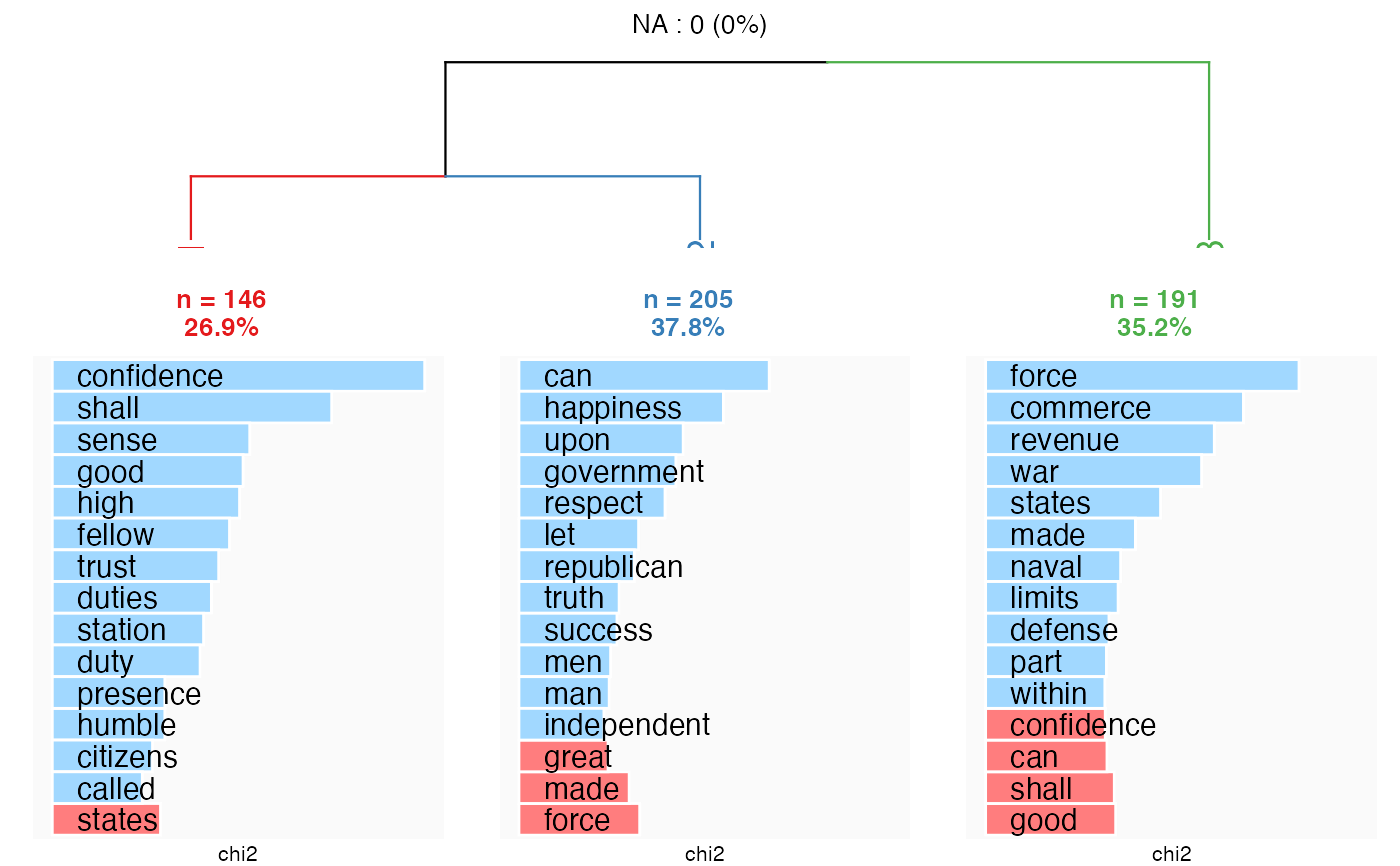 NA : 0 (0%)
n = 146
26.9%
n = 205
37.8%
n = 191
35.2%
confidence
shall
sense
good
high
fellow
trust
duties
station
duty
presence
humble
citizens
called
states
chi2
can
happiness
upon
government
respect
let
republican
truth
success
men
man
independent
great
made
force
chi2
force
commerce
revenue
war
states
made
naval
limits
defense
part
within
confidence
can
shall
good
chi2